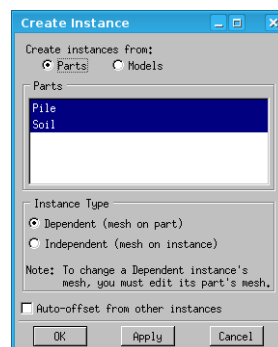 Create Instance
Create instances from:
Parts Models
Parts
Pile
Soil
Instance Type
Dependent (mesh on part)
Independent (mesh on instance)
Note: To change a Dependent instance's
mesh, you must edit its part's mesh.
Auto-offset from other instances
OK Apply Cancel